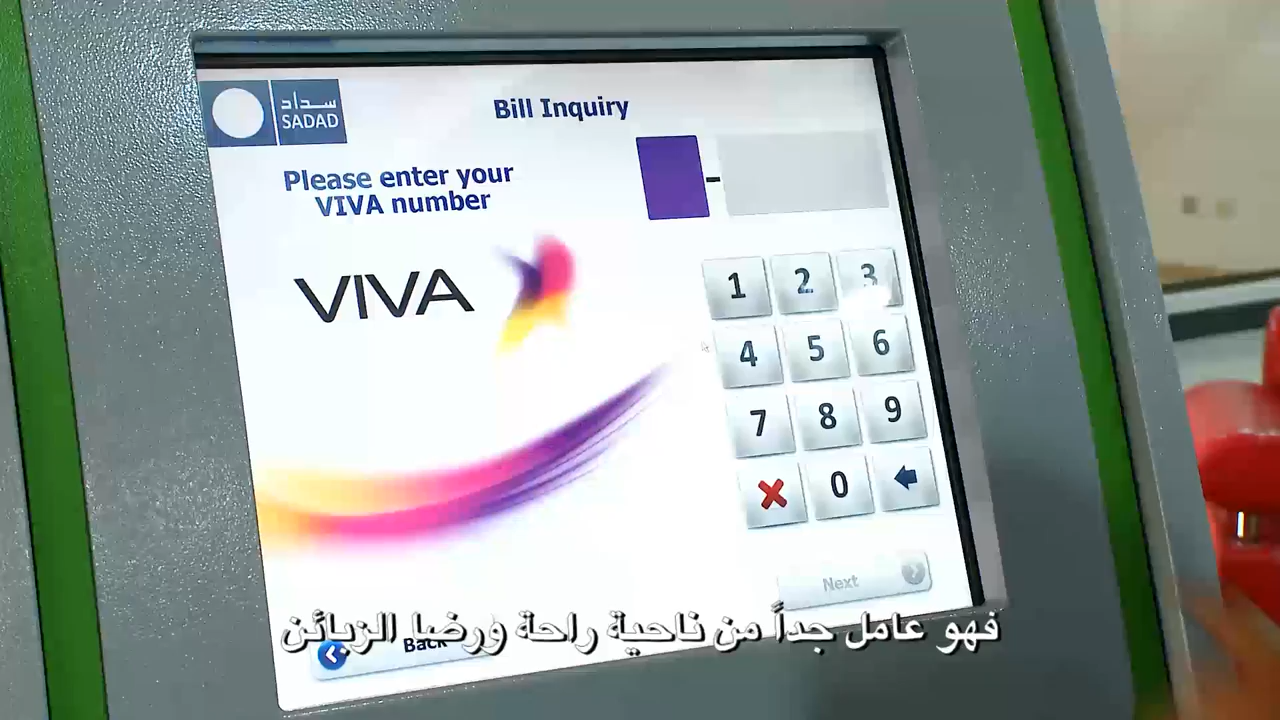 سداد
SADAD
Bill Inquiry
Please enter your
VIVA number
-
VIVA
1 2 3
4 5 6
7 8 9
0
Next
Back
فهو عامل جداً من ناحية راحة ورضا الزبائن